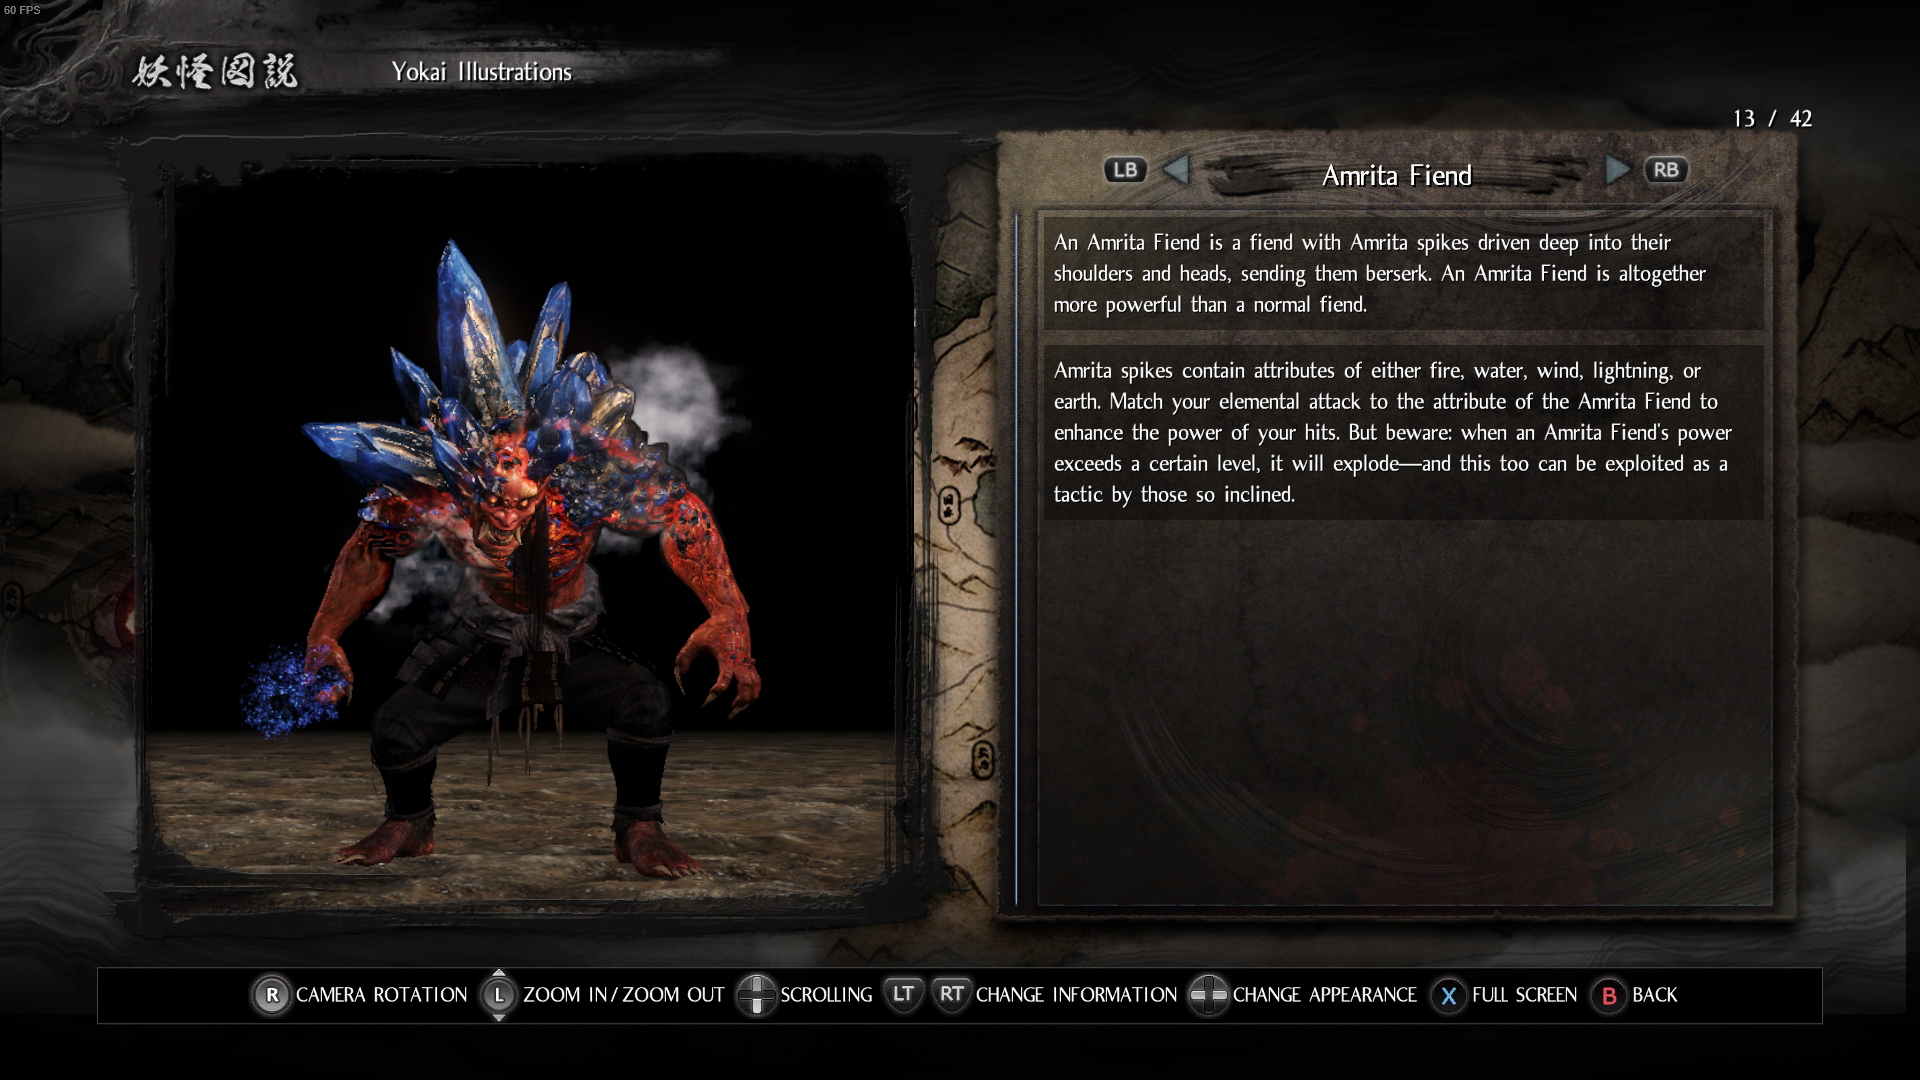 60 FPS
妖怪図説
Yokai Illustrations
13 / 42
LB
Amrita Fiend
RB
An Amrita Fiend is a fiend with Amrita spikes driven deep into their
shoulders and heads, sending them berserk. An Amrita Fiend is altogether
more powerful than a normal fiend.
Amrita spikes contain attributes of either fire, water, wind, lightning, or
earth. Match your elemental attack to the attribute of the Amrita Fiend to
enhance the power of your hits. But beware: when an Amrita Fiend's power
exceeds a certain level, it will explode—and this too can be exploited as a
tactic by those so inclined.
R CAMERA ROTATION L ZOOM IN/ZOOM OUT SCROLLING LT RT CHANGE INFORMATION CHANGE APPEARANCE X FULL SCREEN B BACK